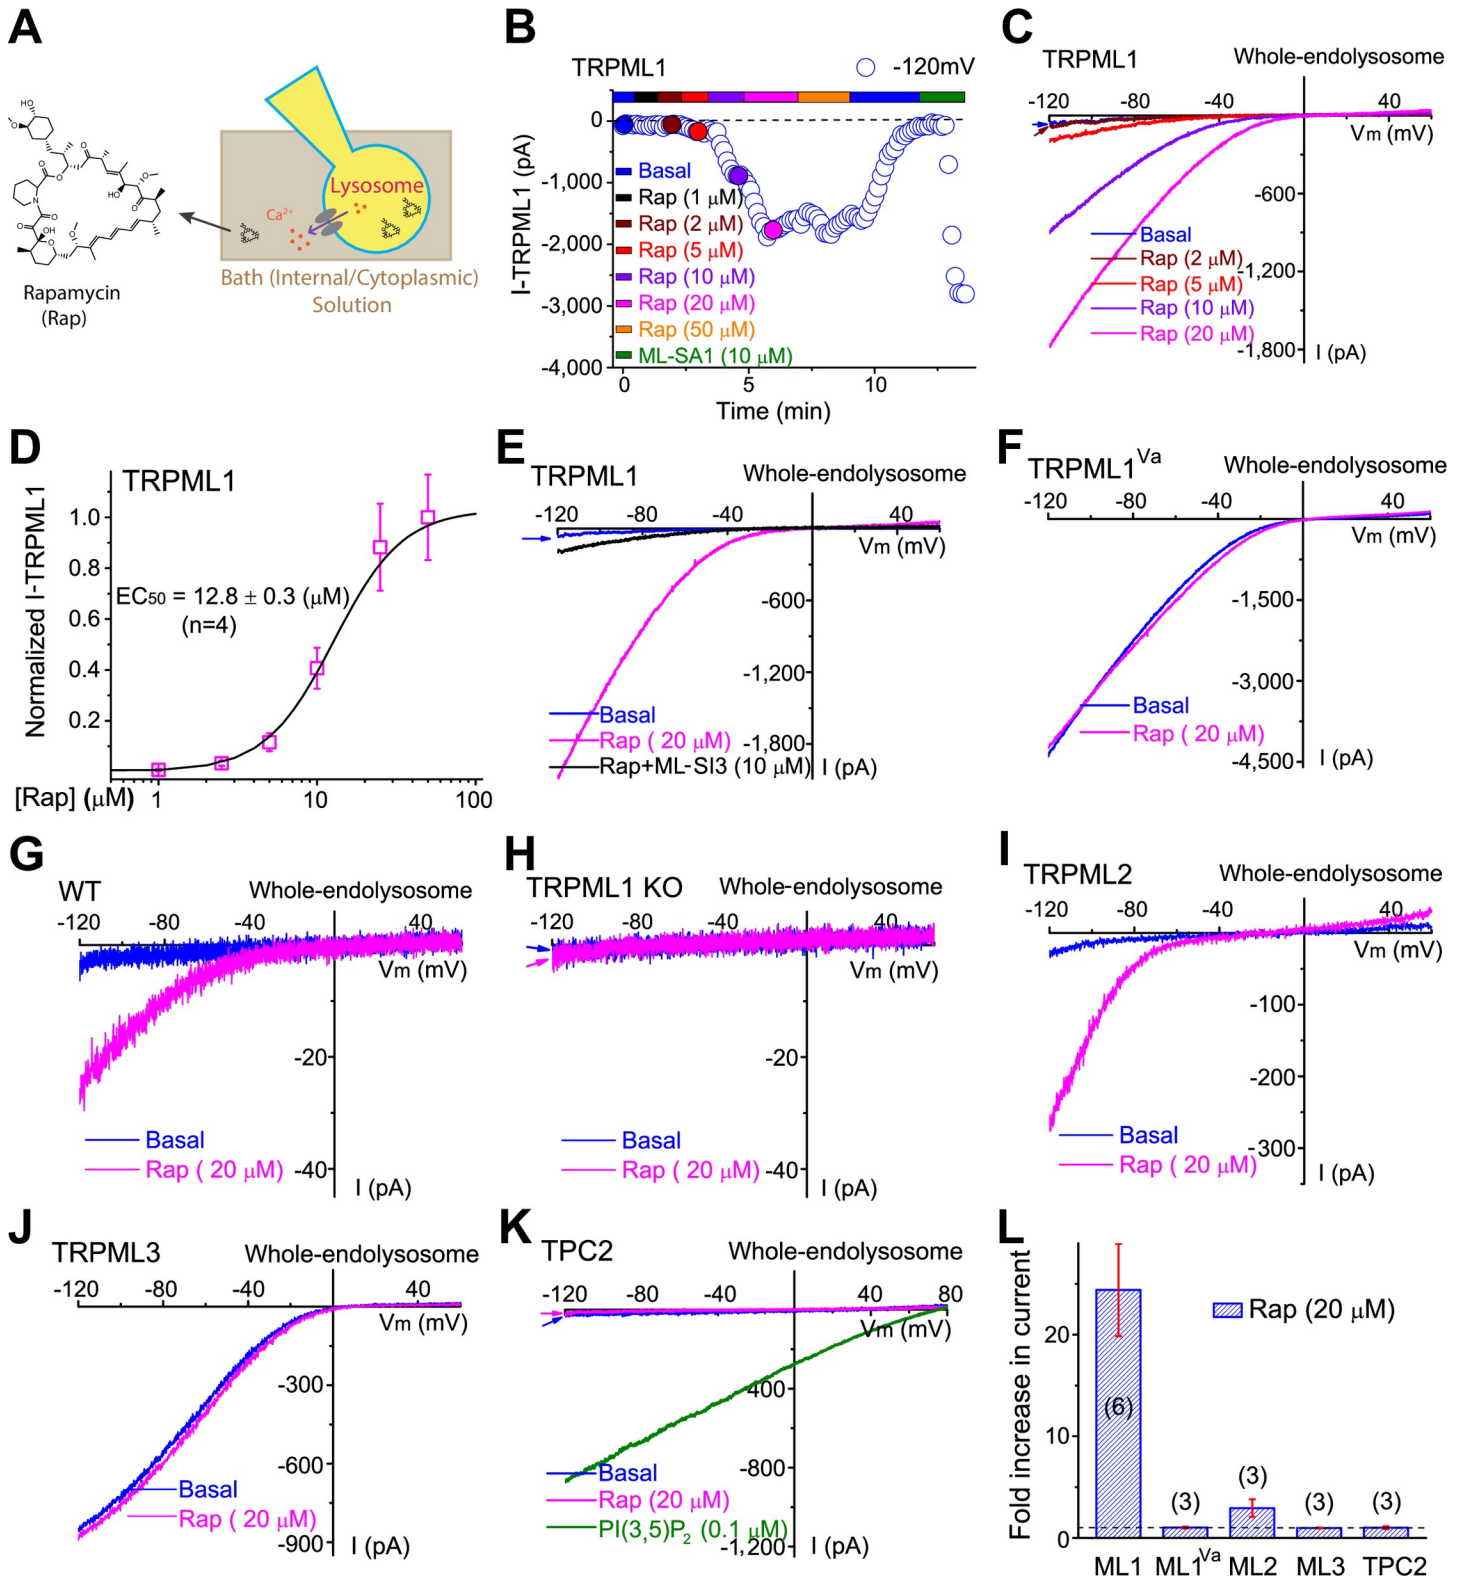 A
HO
O
O
O
O
O
HO
O
N
O
O
OH
O
O
Rapamycin
(Rap)
Lysosome
Ca2+
Bath (Internal/Cytoplasmic)
Solution
B
TRPML1
-120mV
I-TRPML1 (pA)
0
-1,000
-2,000
-3,000
-4,000
Basal
Rap (1 μM)
Rap (2 μM)
Rap (5 μM)
Rap (10 μM)
Rap (20 μM)
Rap (50 μM)
ML-SA1 (10 μM)
0 5 10
Time (min)
C
TRPML1
Whole-endolysosome
-120 -80 -40 40
Vm (mV)
-600
-1,200
-1,800
I (pA)
Basal
Rap (2 μM)
Rap (5 μM)
Rap (10 μM)
Rap (20 μM)
D
TRPML1
Normalized I-TRPML1
1.0
0.8
0.6
0.4
0.2
EC50 = 12.8 ± 0.3 (μM)
(n=4)
[Rap] (μM) 1 10 100
E
TRPML1
Whole-endolysosome
-120 -40 40
Vm (mV)
-600
-1,200
-1,800
I (pA)
Basal
Rap ( 20 μM)
Rap+ML-SI3 (10 μM)
F
TRPML1Va
Whole-endolysosome
-120 -80 -40 40
Vm (mV)
-1,500
-3,000
-4,500
I (pA)
Basal
Rap ( 20 μM)
G
WT
Whole-endolysosome
-120 -80 -40 40
Vm (mV)
-20
-40
I (pA)
Basal
Rap ( 20 μM)
H
TRPML1 KO
Whole-endolysosome
-120 -80 -40 40
Vm (mV)
-20
-40
I (pA)
Basal
Rap ( 20 μM)
I
TRPML2
Whole-endolysosome
-120 -80 -40 40
Vm (mV)
-100
-200
-300
I (pA)
Basal
Rap ( 20 μM)
J
TRPML3
Whole-endolysosome
-120 -80 -40 40
Vm (mV)
-300
-600
-900
I (pA)
Basal
Rap ( 20 μM)
K
TPC2
Whole-endolysosome
-120 -80 -40 40 80
Vm (mV)
-400
-800
-1,200
I (pA)
Basal
Rap (20 μM)
PI(3,5)P2 (0.1 μM)
L
Fold increase in current
20
10
0
Rap (20 μM)
(6)
(3)
(3)
(3)
(3)
ML1 ML1Va ML2 ML3 TPC2